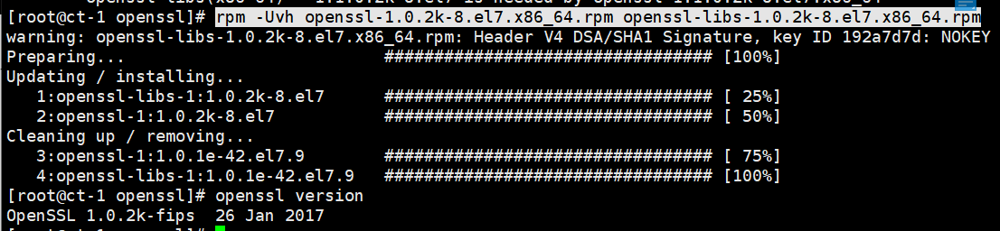 [root@ct-1 openssl]# rpm -Uvh openssl-1.0.2k-8.el7.x86_64.rpm openssl-libs-1.0.2k-8.el7.x86_64.rpm
warning: openssl-libs-1.0.2k-8.el7.x86_64.rpm: Header V4 DSA/SHA1 Signature, key ID 192a7d7d: NOKEY
Preparing... ################################# [100%]
Updating / installing...
1:openssl-libs-1:1.0.2k-8.el7 ################################# [ 25%]
2:openssl-1:1.0.2k-8.el7 ################################# [ 50%]
Cleaning up / removing...
3:openssl-1:1.0.1e-42.el7.9 ################################# [ 75%]
4:openssl-libs-1:1.0.1e-42.el7.9 ################################# [100%]
[root@ct-1 openssl]# openssl version
OpenSSL 1.0.2k-fips 26 Jan 2017